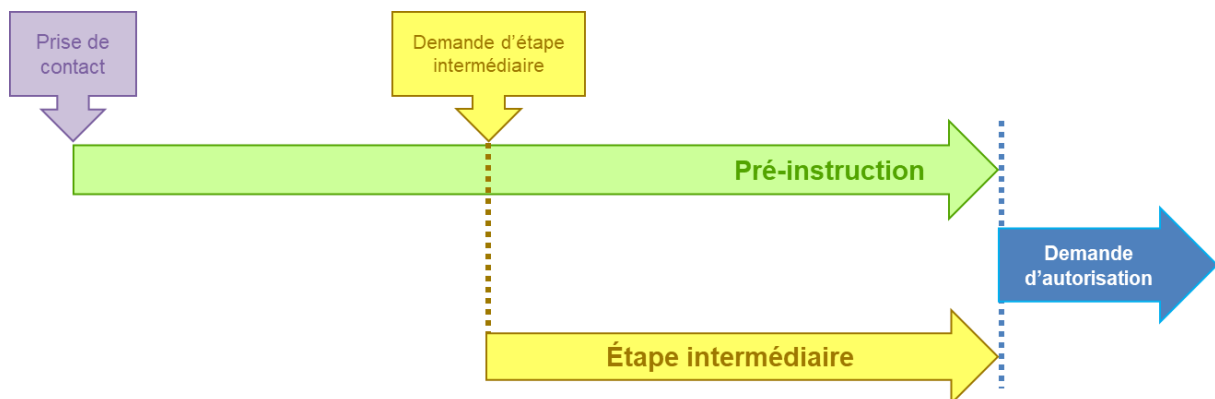 Prise de
contact
Demande d'étape
intermédiaire
Pré-instruction
Demande
d'autorisation
Étape intermédiaire